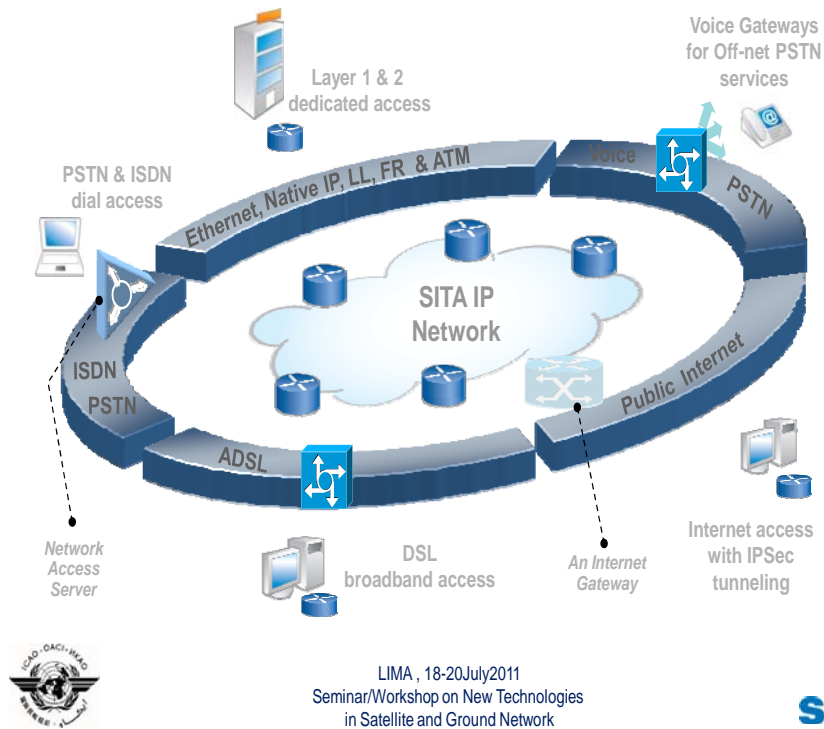 Voice Gateways
for Off-net PSTN
services
Layer 1 & 2
dedicated access
PSTN & ISDN
dial access
Ethernet, Native IP, LL, FR & ATM
Voice
PSTN
SITA IP
Network
ISDN
PSTN
ADSL
Public Internet
Network
Access
Server
DSL
broadband access
An Internet
Gateway
Internet access
with IPSec
tunneling
ICAO · OACI · ИКАО
LIMA , 18-20July2011
Seminar/Workshop on New Technologies
in Satellite and Ground Network
S